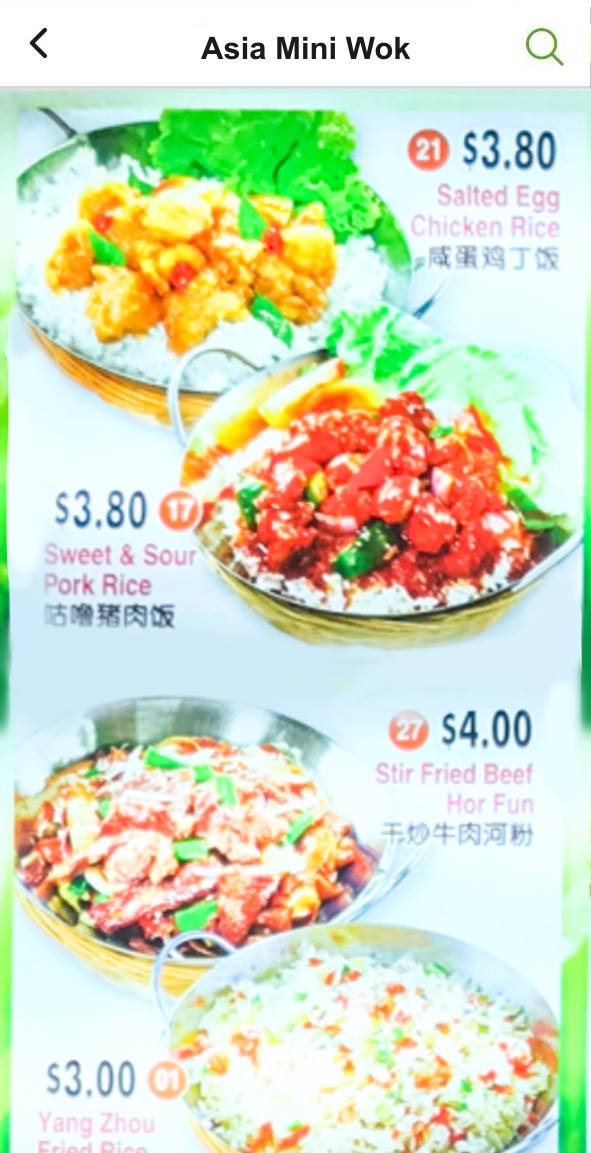 Asia Mini Wok
21 $3.80
Salted Egg
Chicken Rice
咸蛋鸡丁饭
$3.80 17
Sweet & Sour
Pork Rice
咕噜猪肉饭
27 $4.00
Stir Fried Beef
Hor Fun
干炒牛肉河粉
$3.00 01
Yang Zhou
Fried Rice